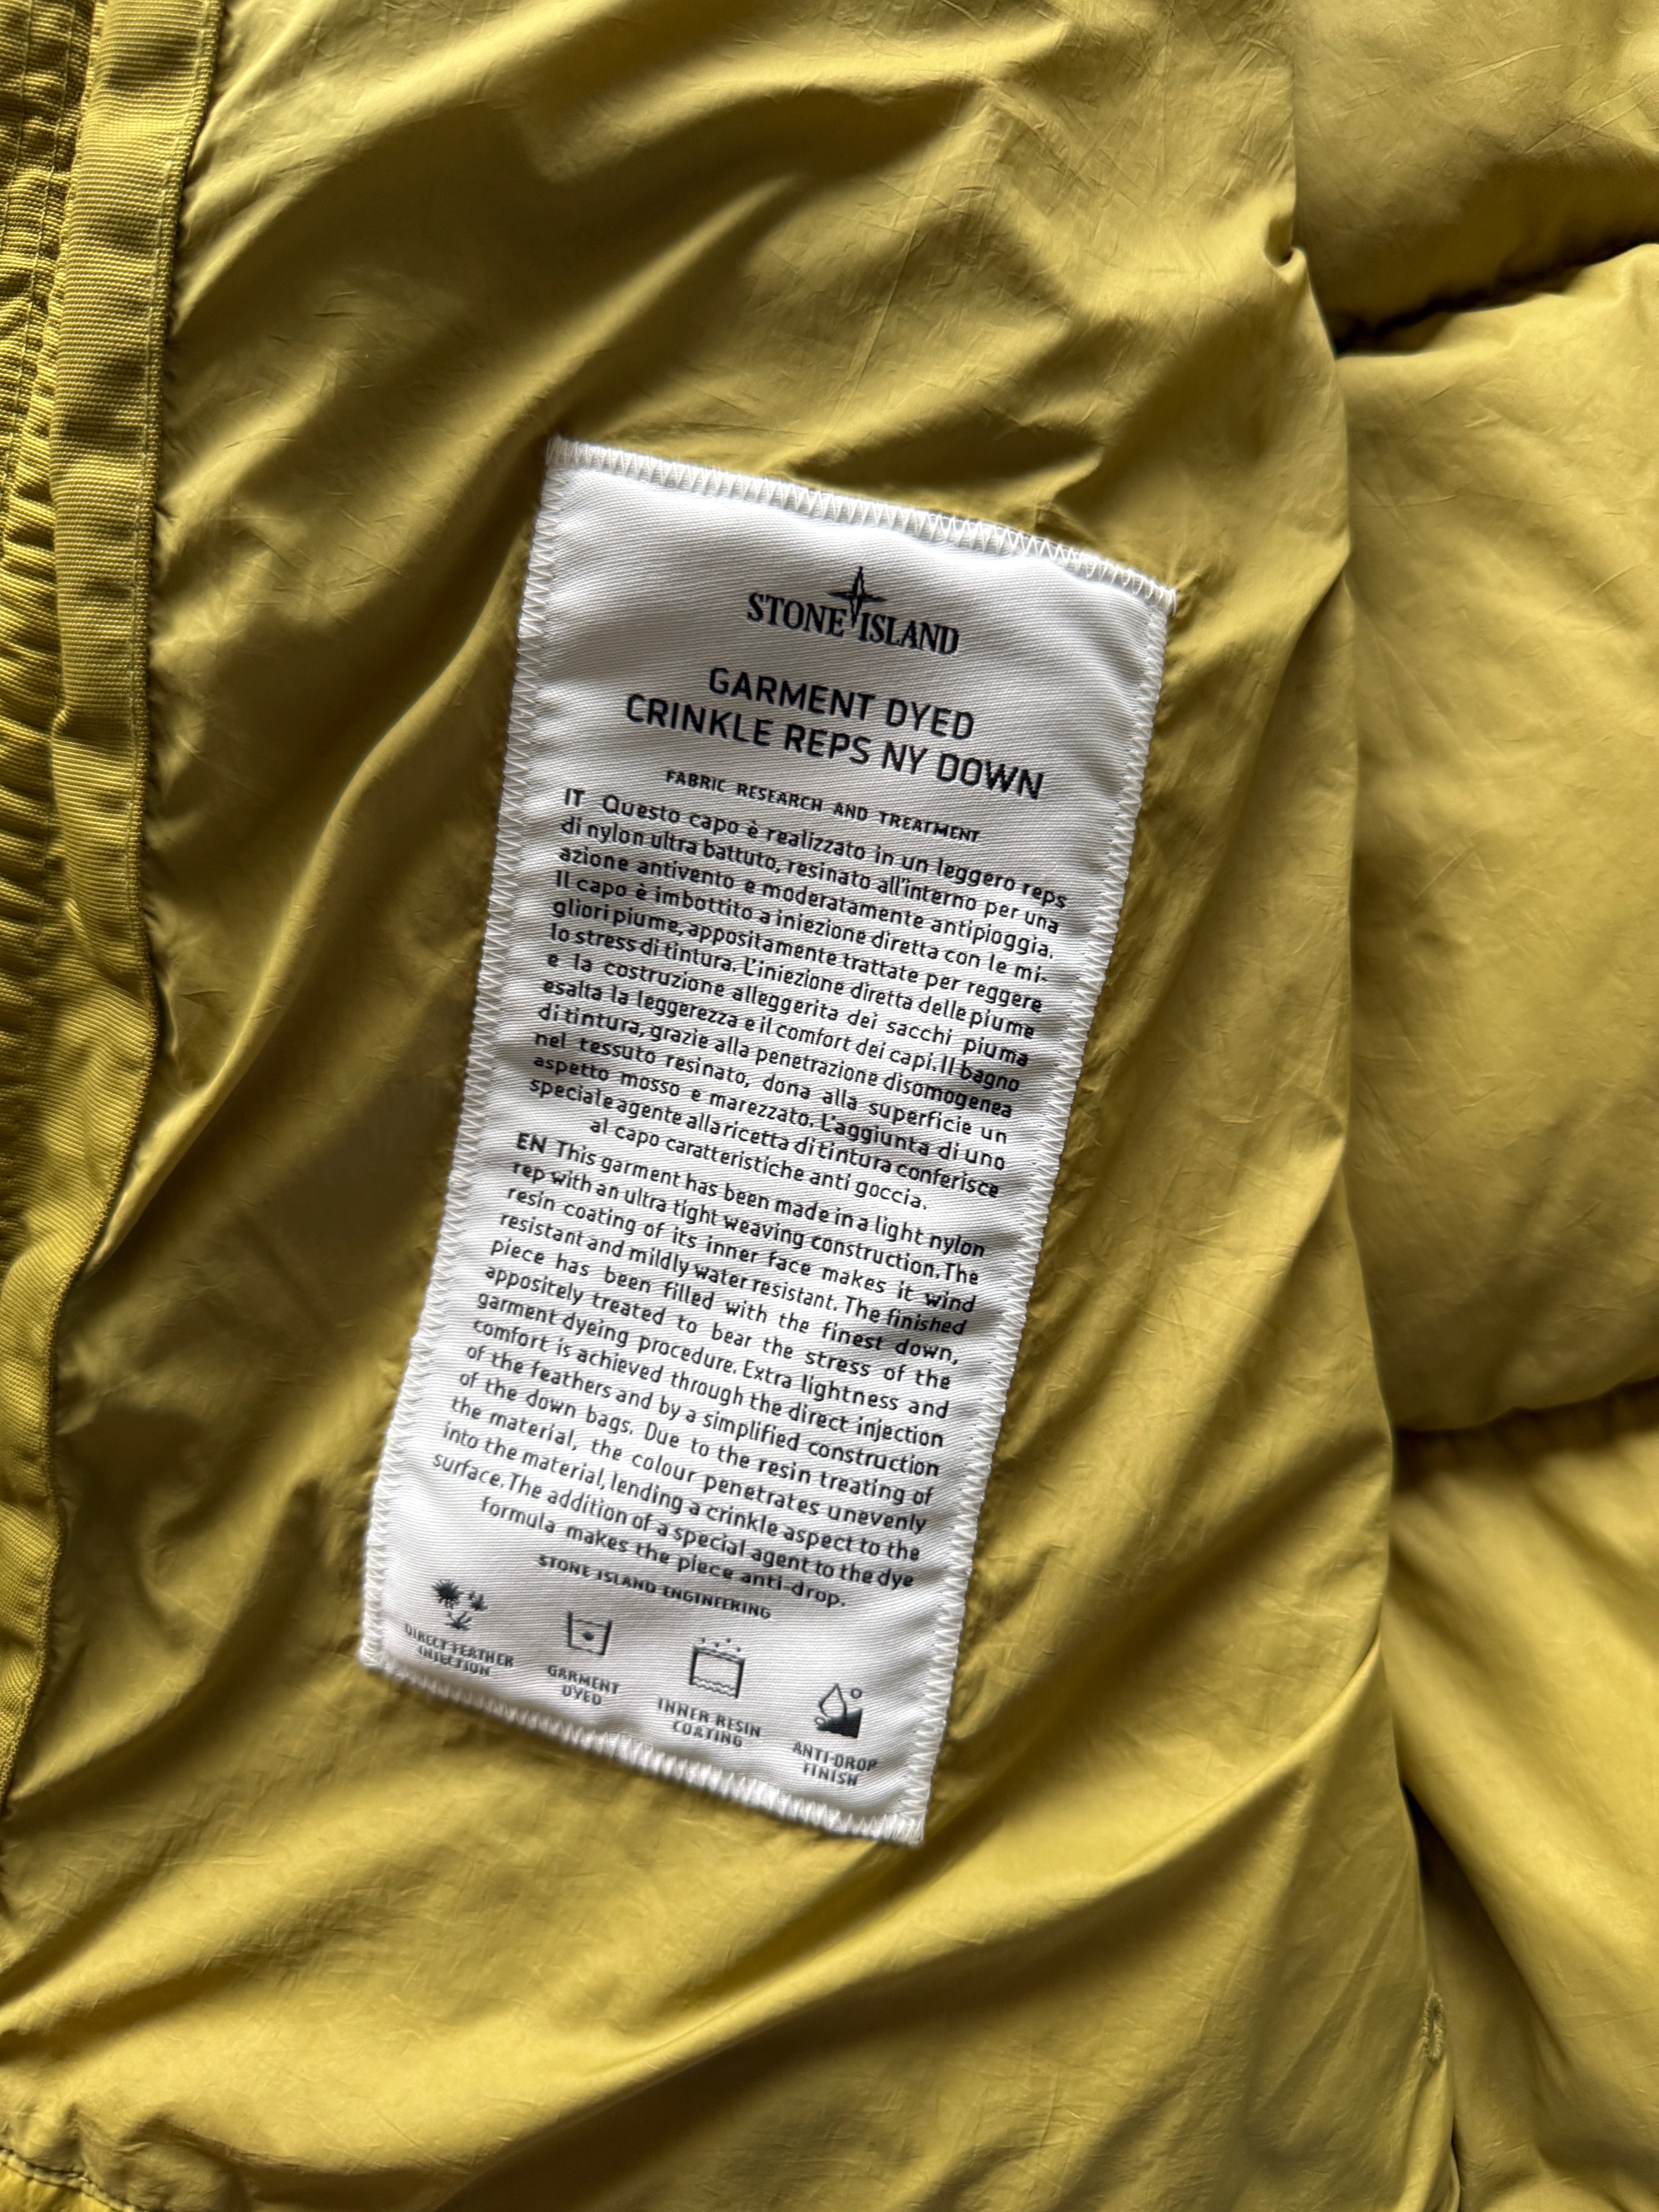 STONE ISLAND
GARMENT DYED
CRINKLE REPS NY DOWN
FABRIC RESEARCH AND TREATMENT
IT Questo capo è realizzato in un leggero reps
di nylon ultra battuto, resinato all'interno per una
azione antivento e moderatamente antipioggia.
Il capo è imbottito a iniezione diretta con le mi-
gliori piume, appositamente trattate per reggere
lo stress di tintura. L'iniezione diretta delle piume
e la costruzione alleggerita dei sacchi piuma
esalta la leggerezza e il comfort dei capi. Il bagno
di tintura, grazie alla penetrazione disomogenea
nel tessuto resinato, dona alla superficie un
aspetto mosso e marezzato. L'aggiunta di uno
speciale agente alla ricetta di tintura conferisce
al capo caratteristiche anti goccia.
EN This garment has been made in a light nylon
rep with an ultra tight weaving construction. The
resin coating of its inner face makes it wind
resistant and mildly water resistant. The finished
piece has been filled with the finest down,
appositely treated to bear the stress of the
garment dyeing procedure. Extra lightness and
comfort is achieved through the direct injection
of the feathers and by a simplified construction
of the down bags. Due to the resin treating of
the material, the colour penetrates unevenly
into the material, lending a crinkle aspect to the
surface. The addition of a special agent to the dye
formula makes the piece anti-drop.
STONE ISLAND ENGINEERING
DIRECT FEATHER
INJECTION
GARMENT
DYED
INNER RESIN
COATING
ANTI-DROP
FINISH